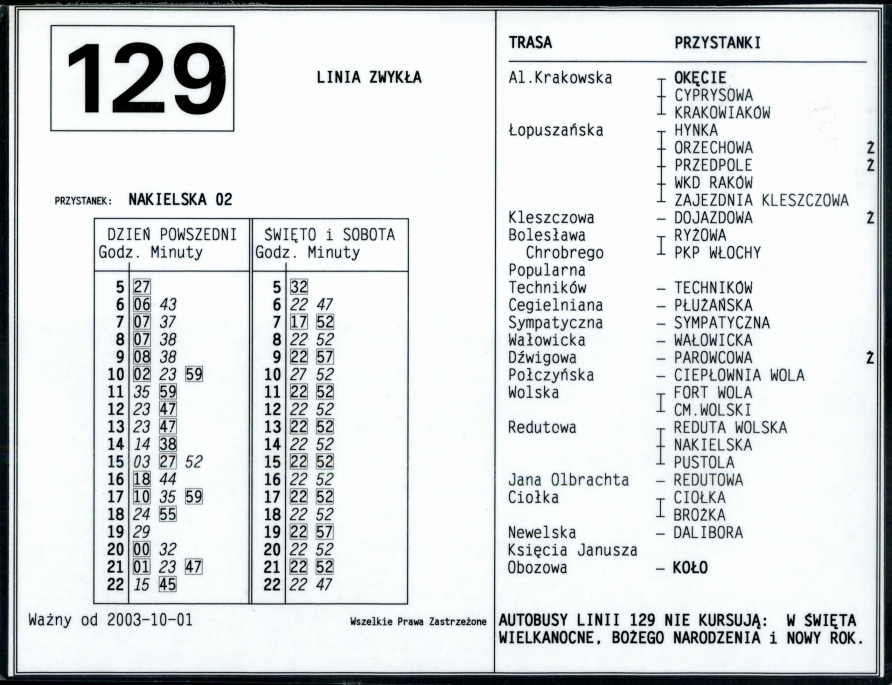 129
LINIA ZWYKŁA
PRZYSTANEK: NAKIELSKA 02
DZIEŃ POWSZEDNI
Godz. Minuty
5 27
6 06 43
7 07 37
8 07 38
9 08 38
10 02 23 59
11 35 59
12 23 47
13 23 47
14 14 38
15 03 27 52
16 18 44
17 10 35 59
18 24 55
19 29
20 00 32
21 01 23 47
22 15 45
ŚWIĘTO i SOBOTA
Godz. Minuty
5 32
6 22 47
7 17 52
8 22 52
9 22 57
10 27 52
11 22 52
12 22 52
13 22 52
14 22 52
15 22 52
16 22 52
17 22 52
18 22 52
19 22 57
20 22 52
21 22 52
22 22 47
Ważny od 2003-10-01
Wszelkie Prawa Zastrzeżone
TRASA PRZYSTANKI
Al.Krakowska OKĘCIE
CYPRYSOWA
KRAKOWIAKÓW
Łopuszańska HYNKA
ORZECHOWA Ż
PRZEDPOLE Ż
WKD RAKÓW
ZAJEZDNIA KLESZCZOWA
Kleszczowa – DOJAZDOWA Ż
Bolesława RYŻOWA
Chrobrego PKP WŁOCHY
Popularna
Techników – TECHNIKÓW
Cegielniana – PŁUŻAŃSKA
Sympatyczna – SYMPATYCZNA
Wałowicka – WAŁOWICKA
Dźwigowa – PAROWCOWA Ż
Połczyńska – CIEPŁOWNIA WOLA
Wolska FORT WOLA
CM.WOLSKI
Redutowa REDUTA WOLSKA
NAKIELSKA
PUSTOLA
Jana Olbrachta – REDUTOWA
Ciołka CIOŁKA
BROŻKA
Newelska – DALIBORA
Księcia Janusza
Obozowa – KOŁO
AUTOBUSY LINII 129 NIE KURSUJĄ: W ŚWIĘTA
WIELKANOCNE, BOŻEGO NARODZENIA i NOWY ROK.